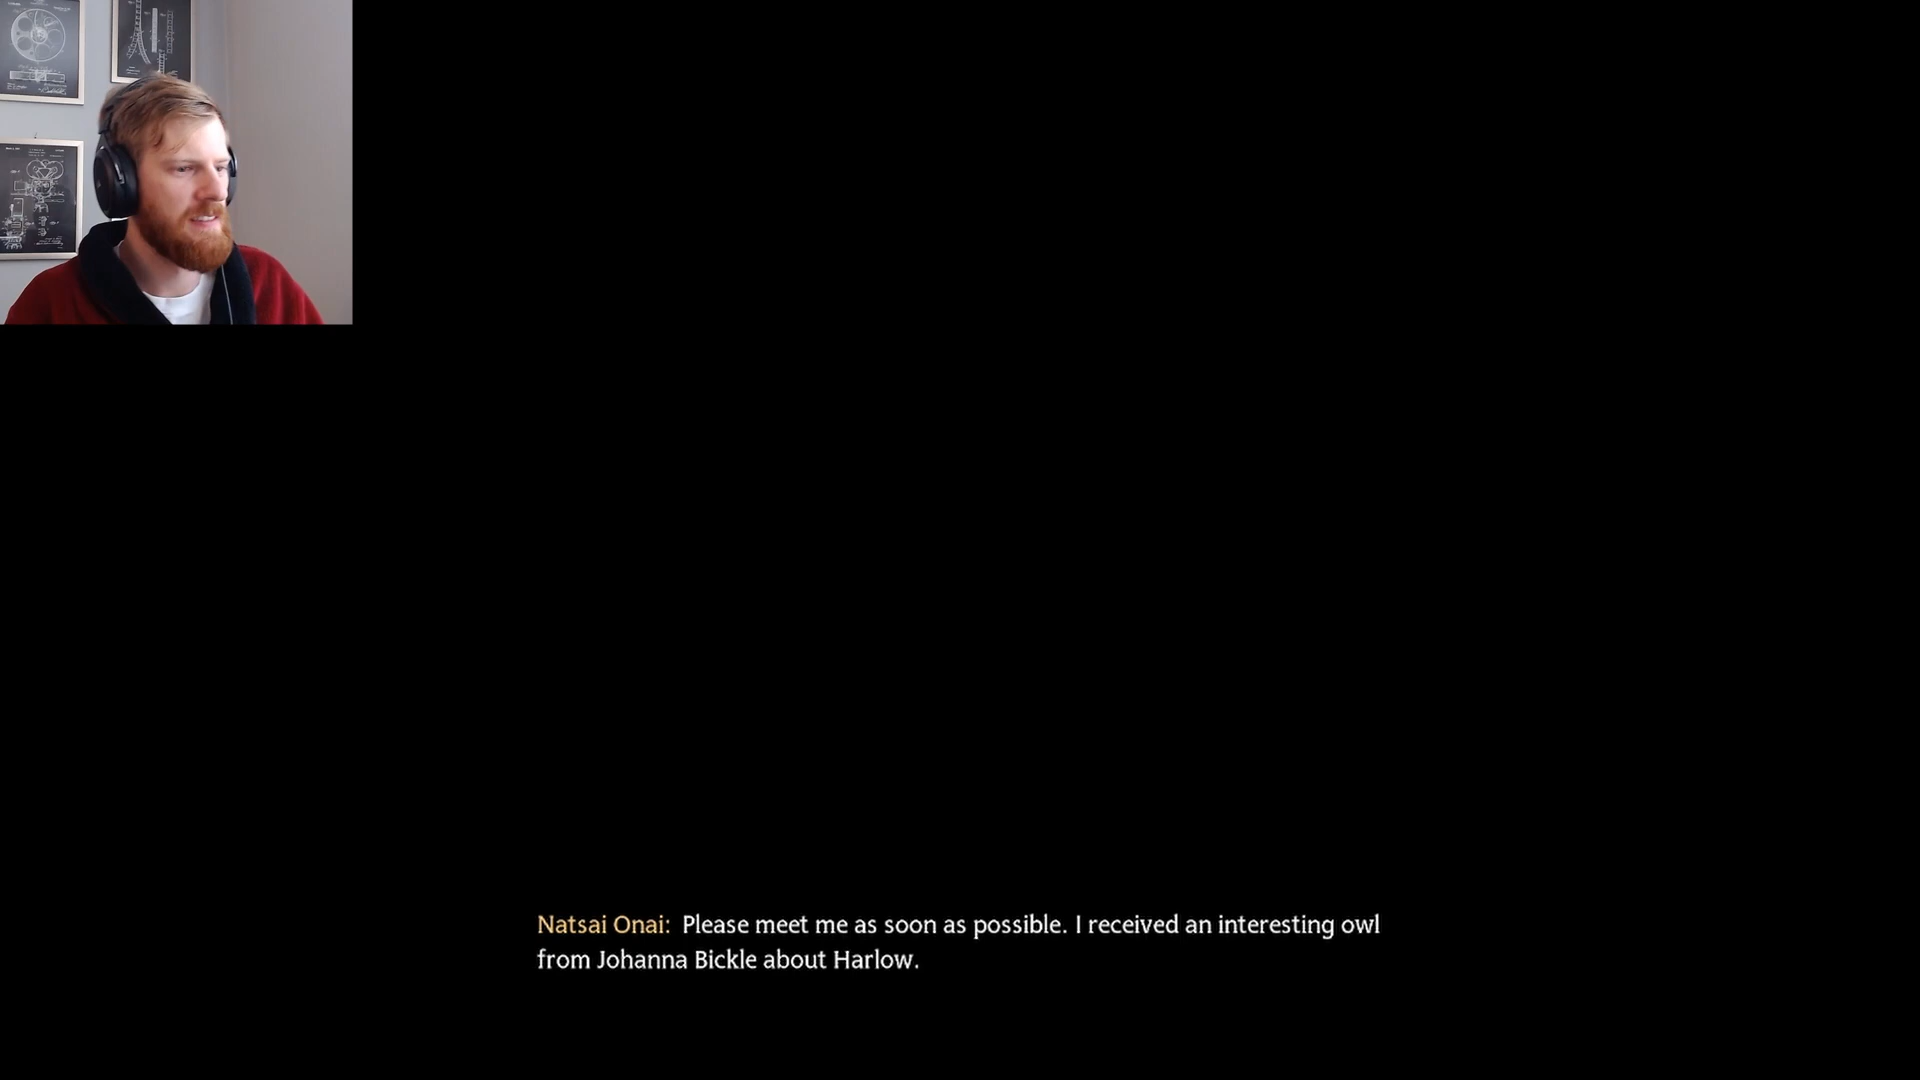 Natsai Onai: Please meet me as soon as possible. I received an interesting owl
from Johanna Bickle about Harlow.